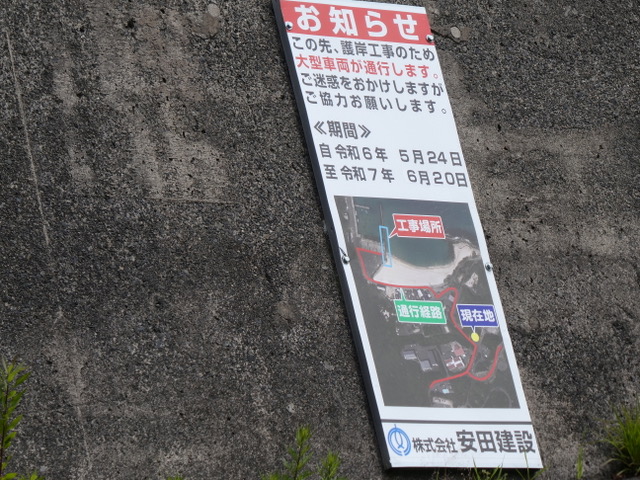 お知らせ
この先、護岸工事のため
大型車両が通行します。
ご迷惑をおかけしますが
ご協力お願いします。
≪期間≫
自 令和6年 5月24日
至 令和7年 6月20日
工事場所
通行経路
現在地
株式会社 安田建設